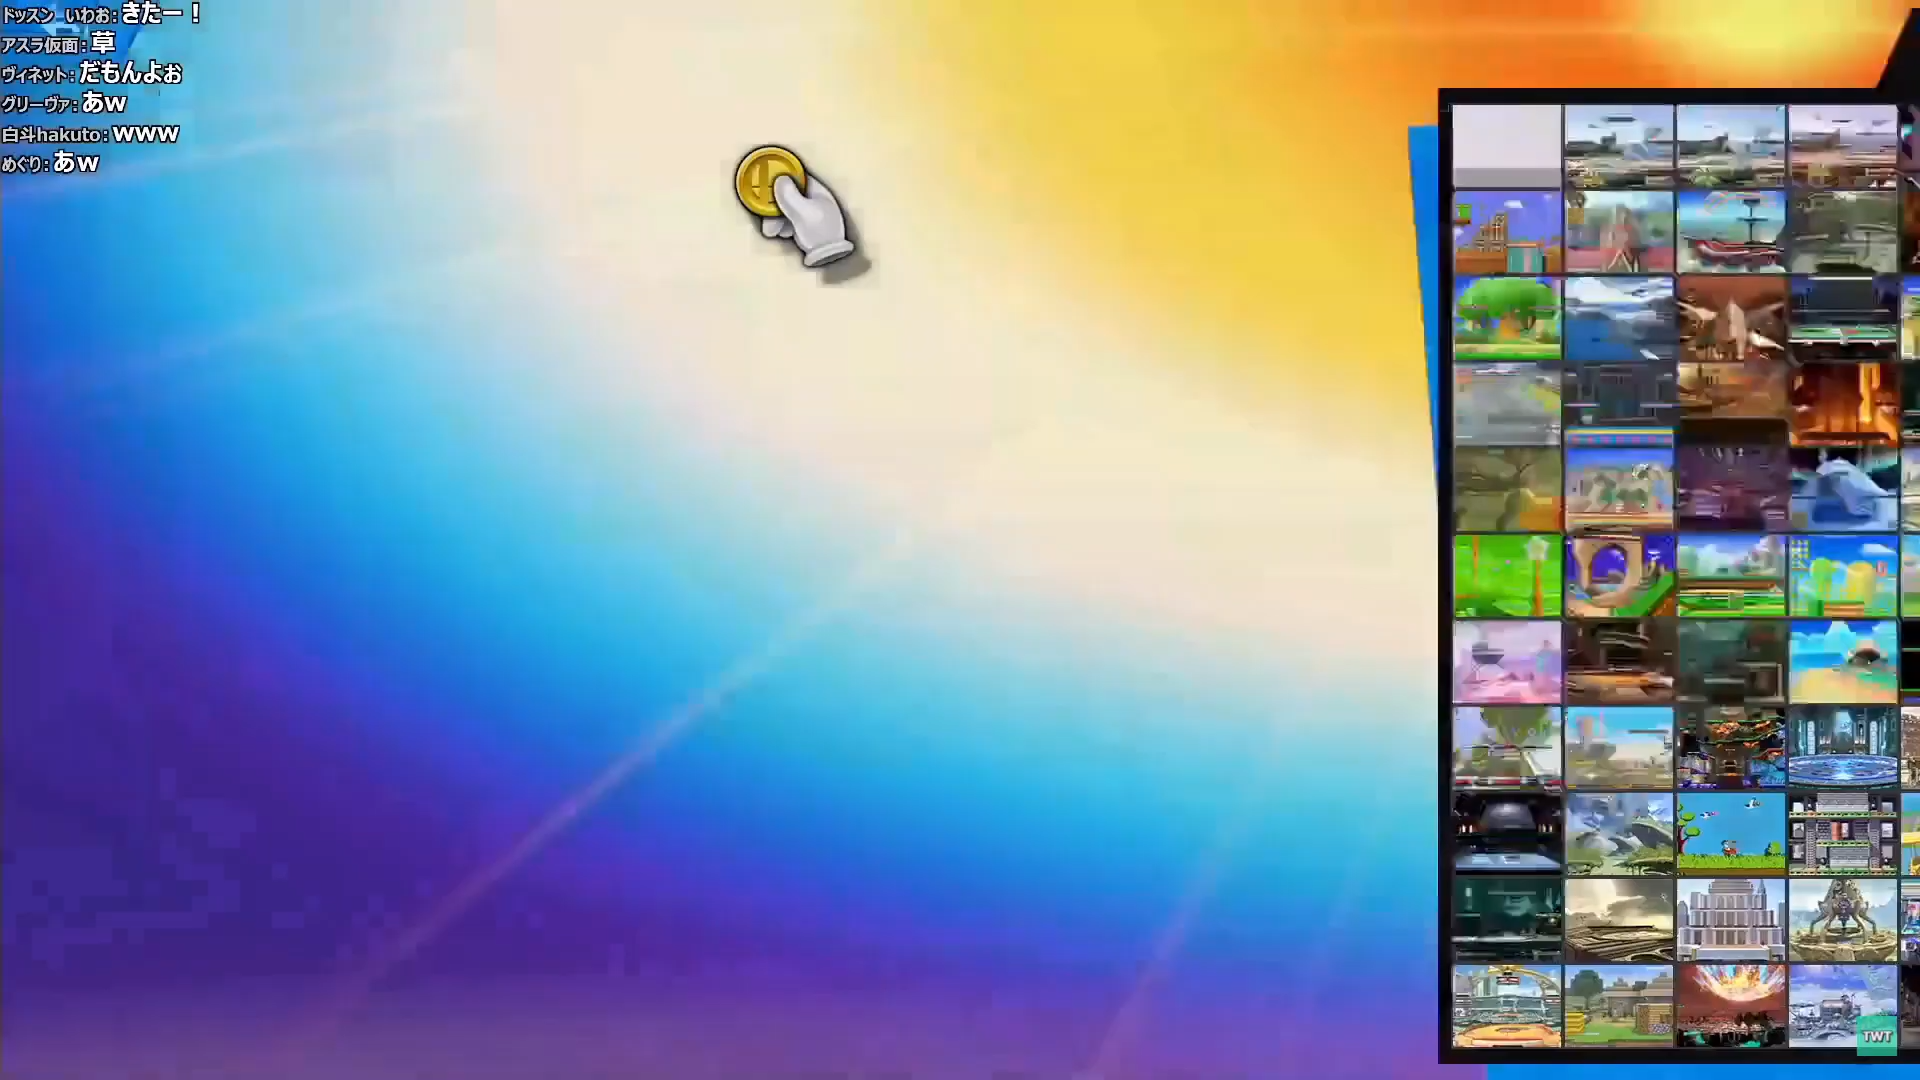 ドッスン いわお: きたー！
アスラ仮面: 草
ヴィネット: だもんよぉ
グリーヴァ: あw
白斗hakuto: www
めぐり: あw
TWT